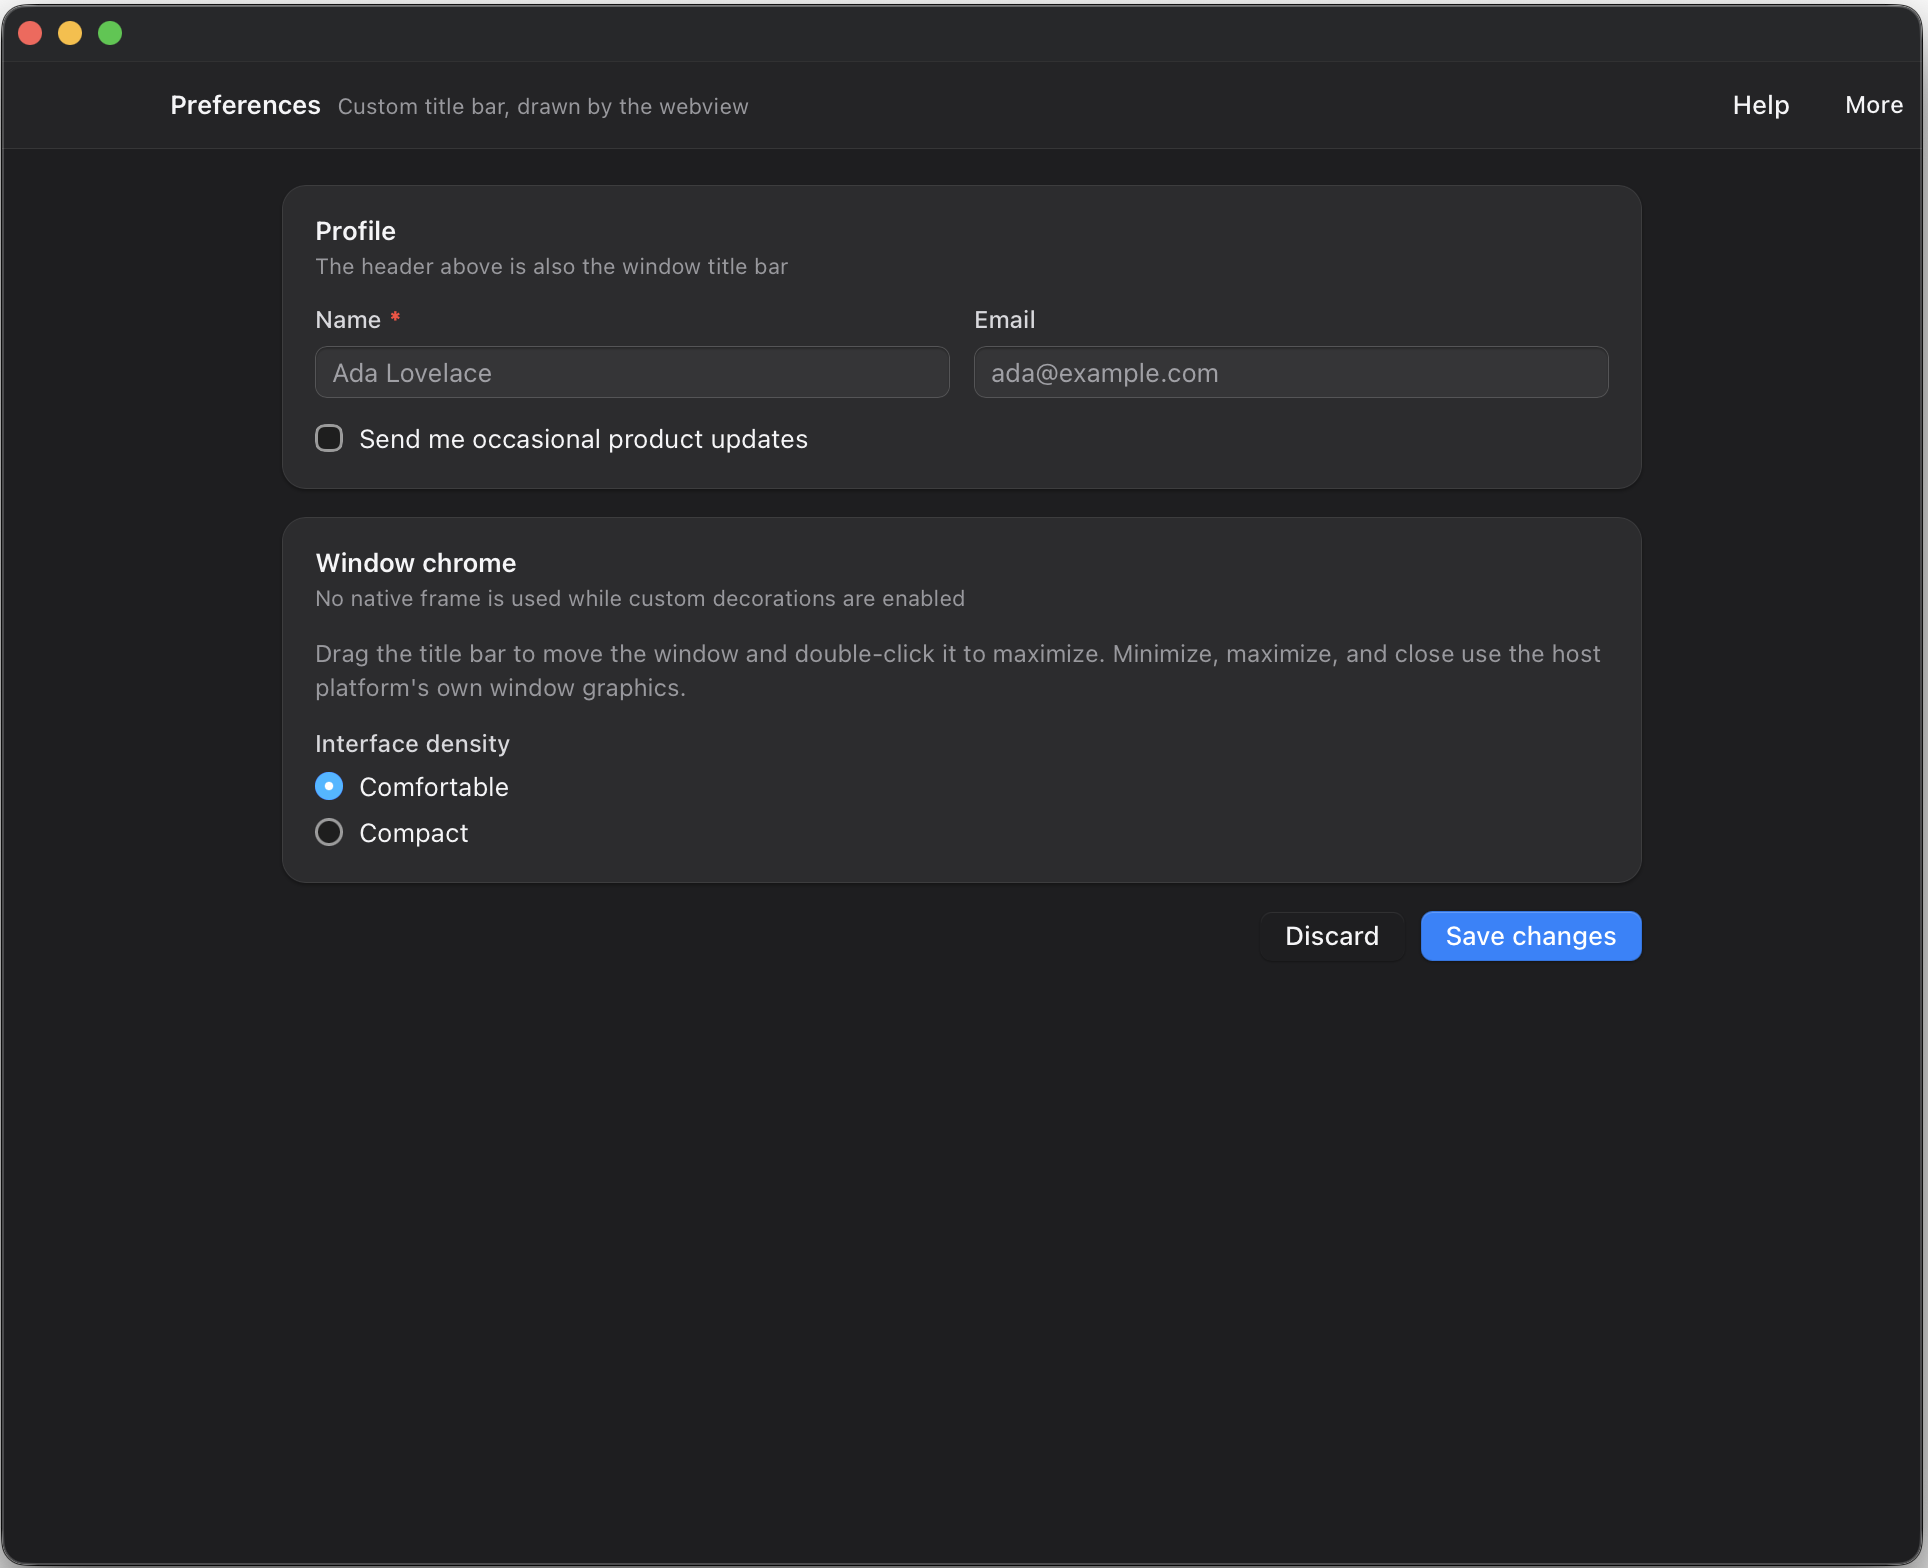 Preferences Custom title bar, drawn by the webview Help More
Profile
The header above is also the window title bar
Name * Email
Ada Lovelace ada@example.com
Send me occasional product updates
Window chrome
No native frame is used while custom decorations are enabled
Drag the title bar to move the window and double-click it to maximize. Minimize, maximize, and close use the host
platform's own window graphics.
Interface density
Comfortable
Compact
Discard Save changes